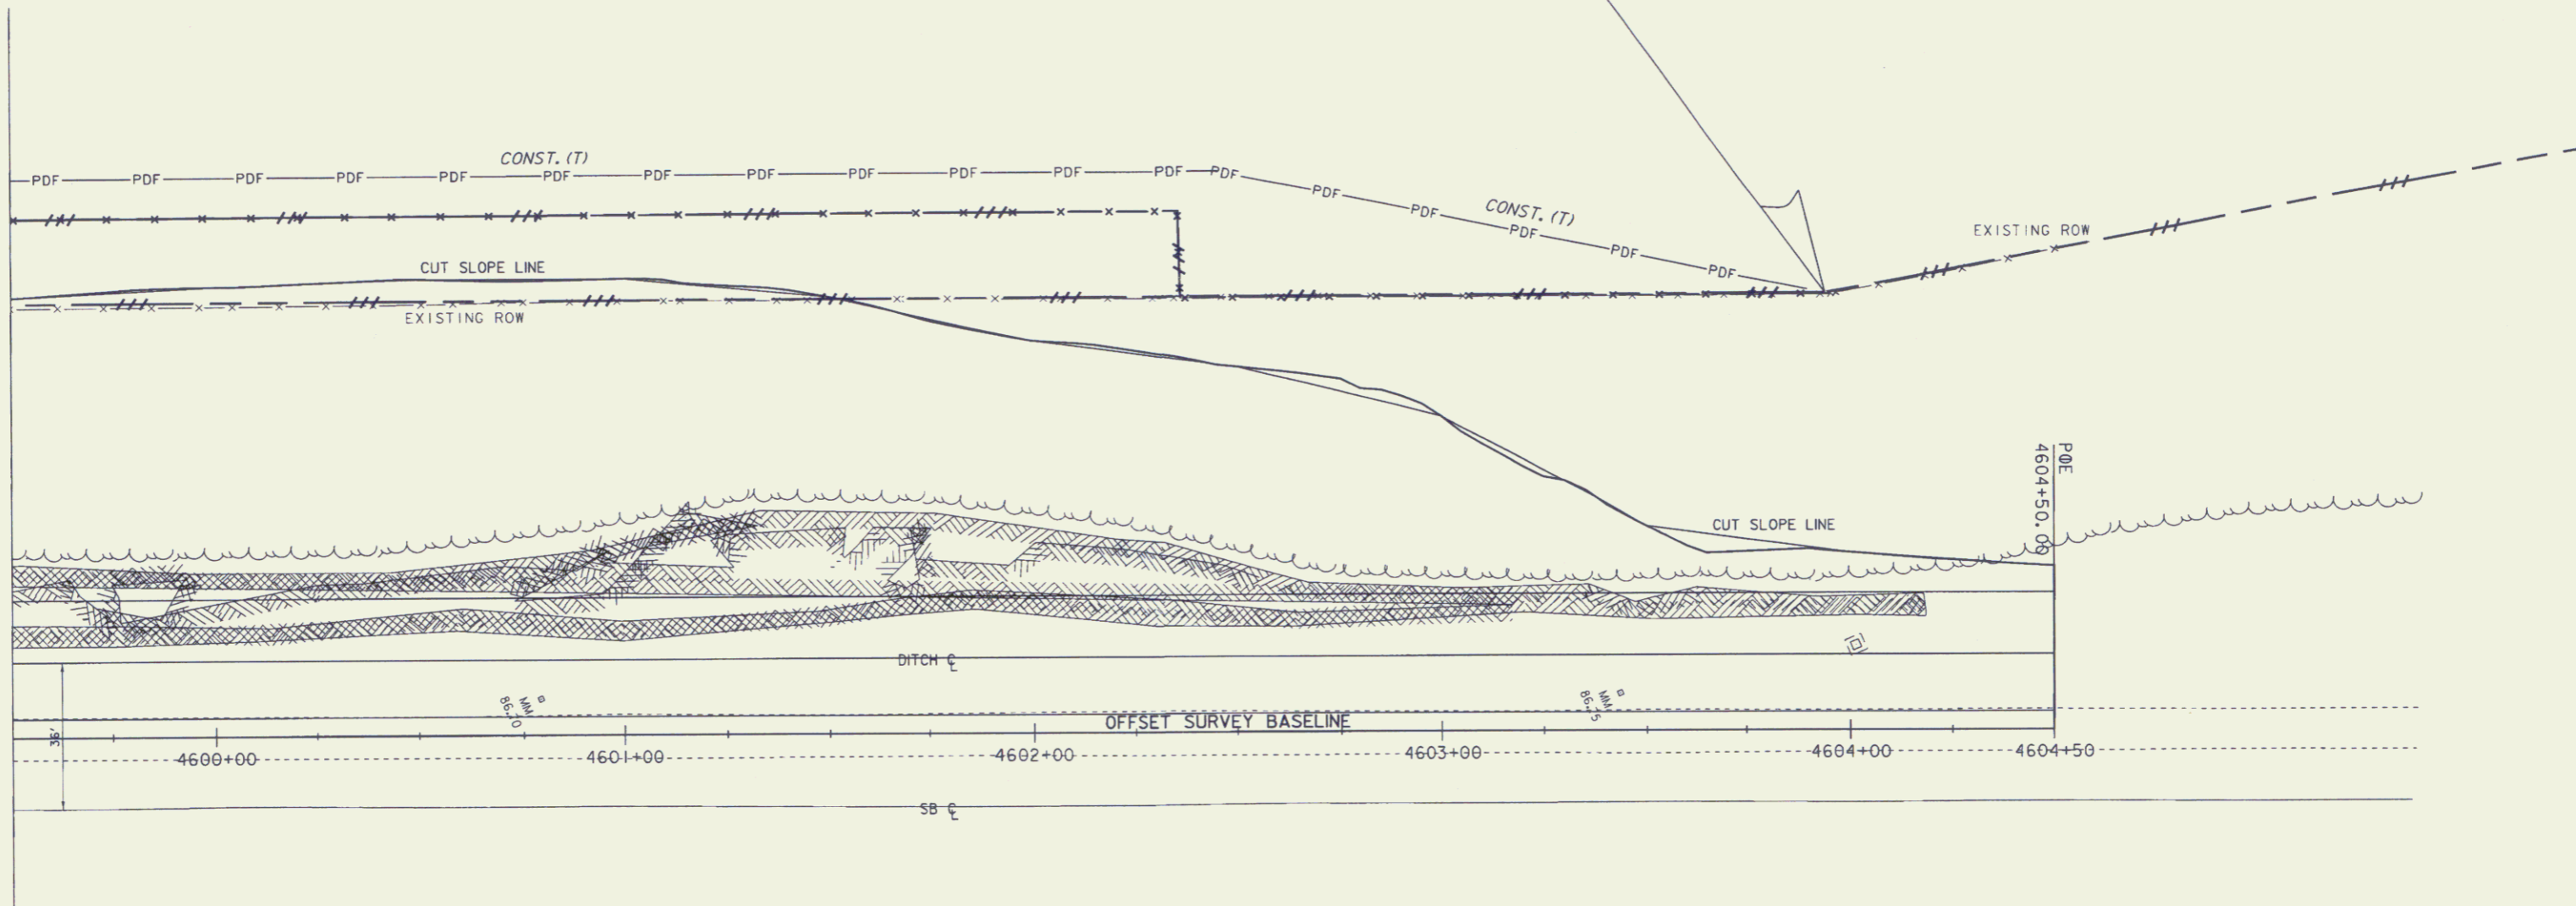 CONST. (T)
PDF PDF PDF PDF PDF PDF PDF PDF PDF PDF PDF PDF PDF
PDF
PDF
CONST. (T)
PDF
PDF
PDF
EXISTING ROW
CUT SLOPE LINE
EXISTING ROW
POE
4604+50.00
CUT SLOPE LINE
DITCH ℄
MM
86.20
MM
86.15
OFFSET SURVEY BASELINE
36'
4600+00 4601+00 4602+00 4603+00 4604+00 4604+50
SB ℄